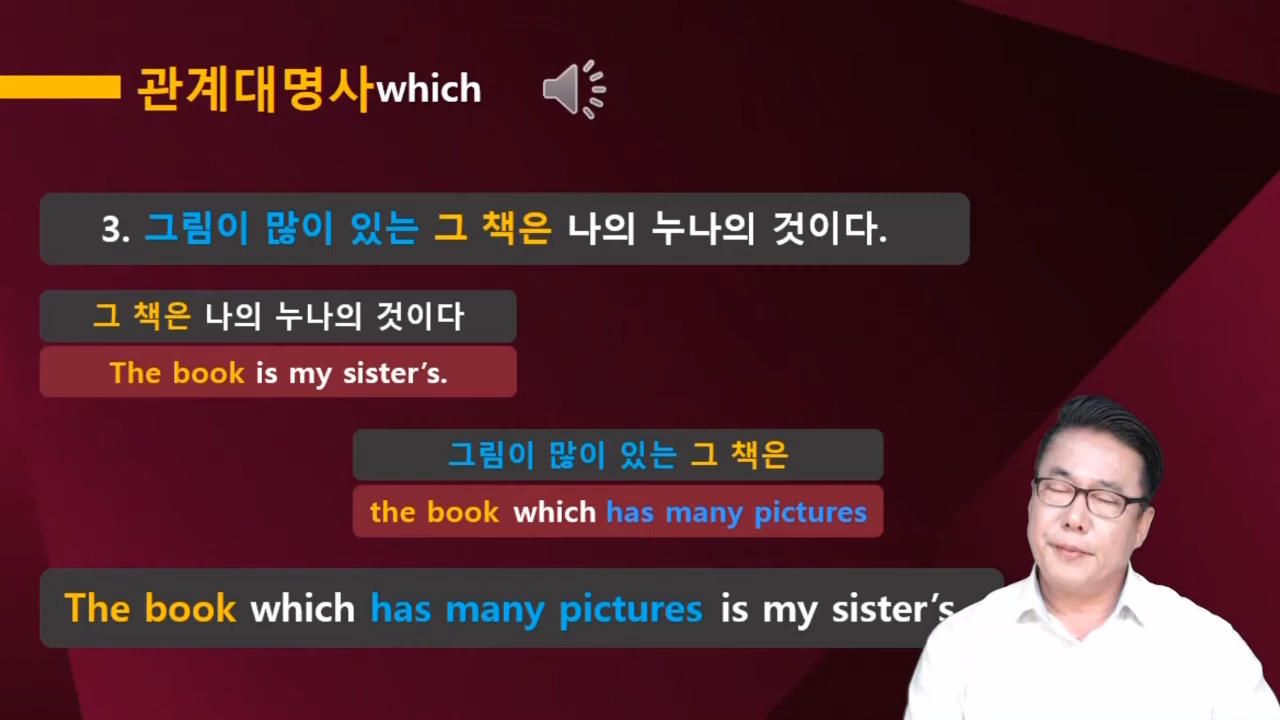 관계대명사which
3. 그림이 많이 있는 그 책은 나의 누나의 것이다.
그 책은 나의 누나의 것이다
The book is my sister’s.
그림이 많이 있는 그 책은
the book which has many pictures
The book which has many pictures is my sister’s